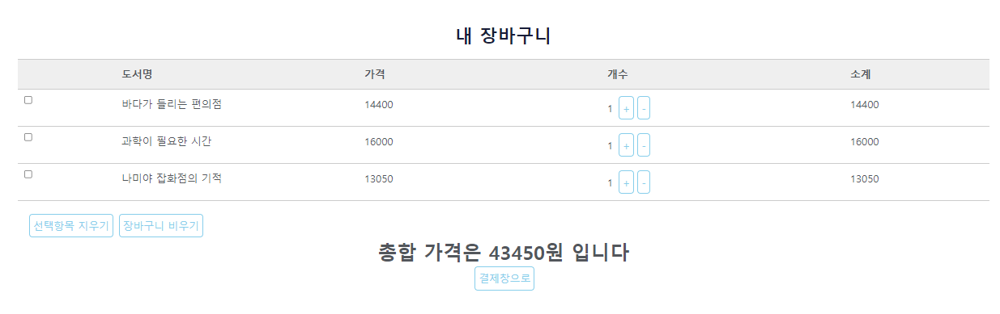 내 장바구니
도서명 가격 개수 소계
바다가 들리는 편의점 14400 1 + - 14400
과학이 필요한 시간 16000 1 + - 16000
나미야 잡화점의 기적 13050 1 + - 13050
선택항목 지우기 장바구니 비우기
총합 가격은 43450원 입니다
결제창으로